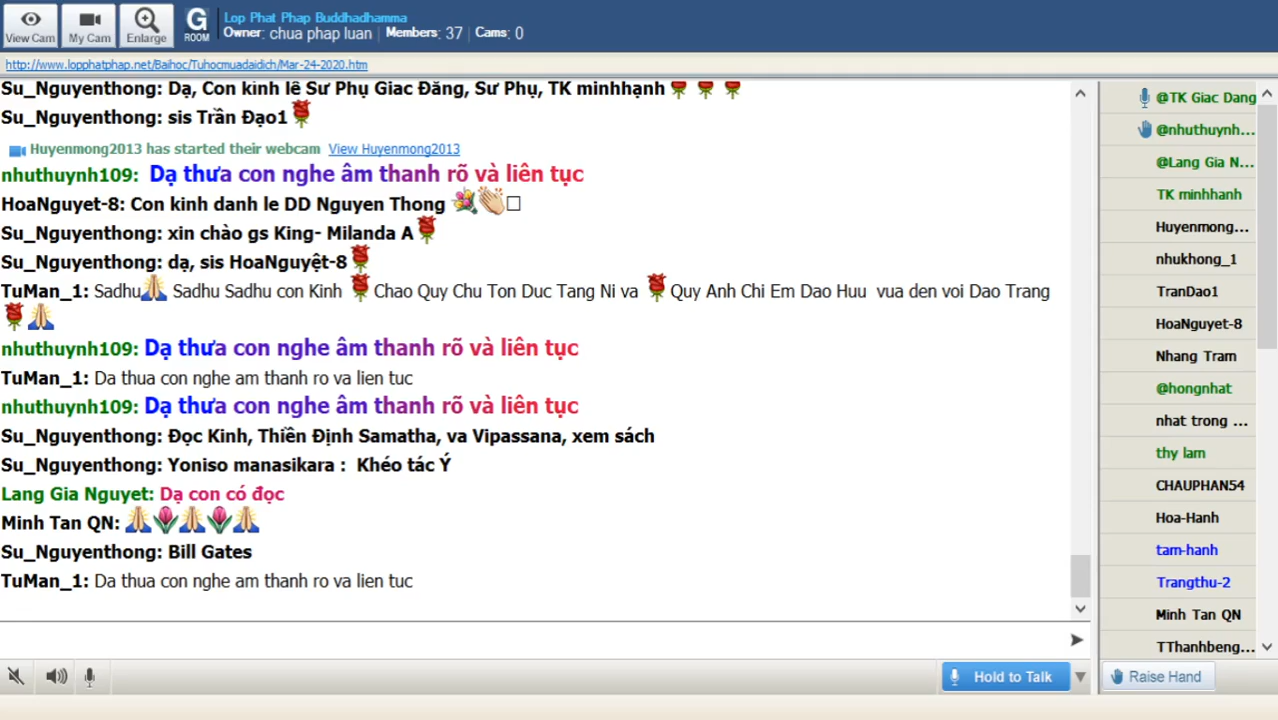 View Cam
My Cam
Enlarge
G
ROOM
Lop Phat Phap Buddhadhamma
Owner: chua phap luan Members: 37 Cams: 0
http://www.lopphatphap.net/Baihoc/Tuhocmuadaidich/Mar-24-2020.htm
Su_Nguyenthong: Dạ, Con kính lễ Sư Phụ Giac Đăng, Sư Phụ, TK minhhạnh
Su_Nguyenthong: sis Trần Đạo1
Huyenmong2013 has started their webcam View Huyenmong2013
nhuthuynh109: Dạ thưa con nghe âm thanh rõ và liên tục
HoaNguyet-8: Con kinh danh le DD Nguyen Thong
Su_Nguyenthong: xin chào gs King- Milanda A
Su_Nguyenthong: dạ, sis HoaNguyệt-8
TuMan_1: Sadhu Sadhu Sadhu con Kinh Chao Quy Chu Ton Duc Tang Ni va Quy Anh Chi Em Dao Huu vua den voi Dao Trang
nhuthuynh109: Dạ thưa con nghe âm thanh rõ và liên tục
TuMan_1: Da thua con nghe am thanh ro va lien tuc
nhuthuynh109: Dạ thưa con nghe âm thanh rõ và liên tục
Su_Nguyenthong: Đọc Kinh, Thiền Định Samatha, va Vipassana, xem sách
Su_Nguyenthong: Yoniso manasikara : Khéo tác Ý
Lang Gia Nguyet: Dạ con có đọc
Minh Tan QN:
Su_Nguyenthong: Bill Gates
TuMan_1: Da thua con nghe am thanh ro va lien tuc
@TK Giac Dang
@nhuthuynh...
@Lang Gia N...
TK minhhanh
Huyenmong...
nhukhong_1
TranDao1
HoaNguyet-8
Nhang Tram
@hongnhat
nhat trong ...
thy lam
CHAUPHAN54
Hoa-Hanh
tam-hanh
Trangthu-2
Minh Tan QN
TThanhbeng...
Hold to Talk
Raise Hand